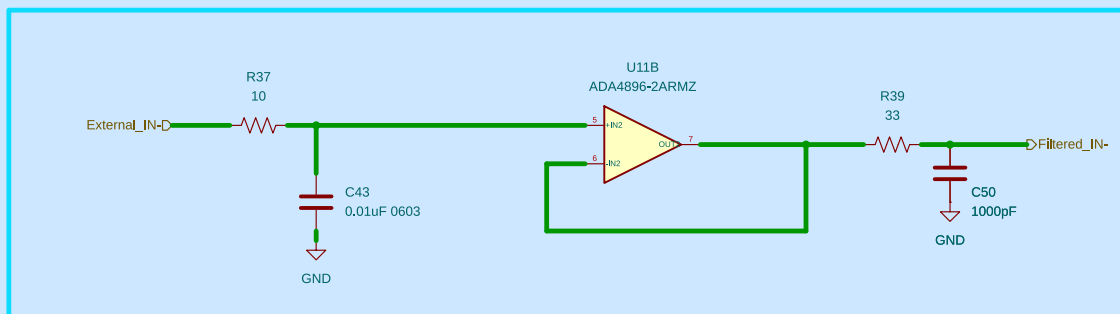 U11B
ADA4896-2ARMZ
R37
10
R39
33
External_IN-
5
+IN2
6
-IN2
OUT
7
Filtered_IN-
C43
0.01uF 0603
GND
C50
1000pF
GND